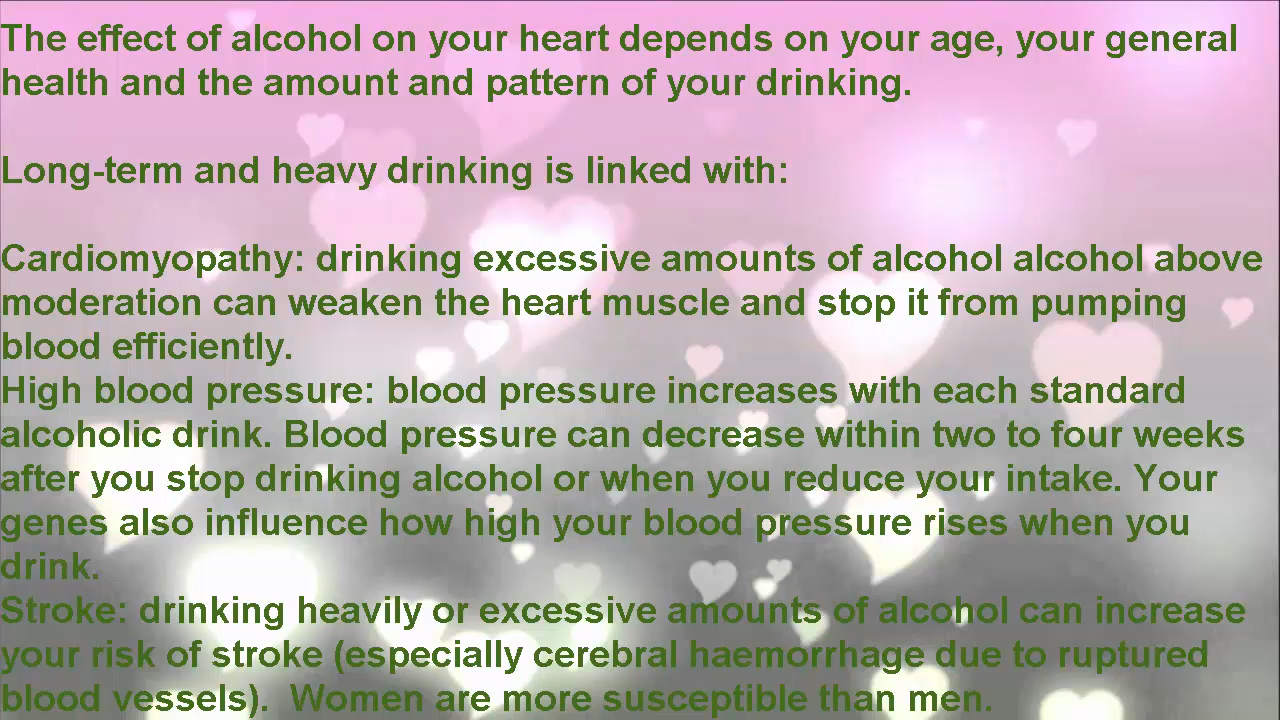 The effect of alcohol on your heart depends on your age, your general
health and the amount and pattern of your drinking.
Long-term and heavy drinking is linked with:
Cardiomyopathy: drinking excessive amounts of alcohol alcohol above
moderation can weaken the heart muscle and stop it from pumping
blood efficiently.
High blood pressure: blood pressure increases with each standard
alcoholic drink. Blood pressure can decrease within two to four weeks
after you stop drinking alcohol or when you reduce your intake. Your
genes also influence how high your blood pressure rises when you
drink.
Stroke: drinking heavily or excessive amounts of alcohol can increase
your risk of stroke (especially cerebral haemorrhage due to ruptured
blood vessels).  Women are more susceptible than men.